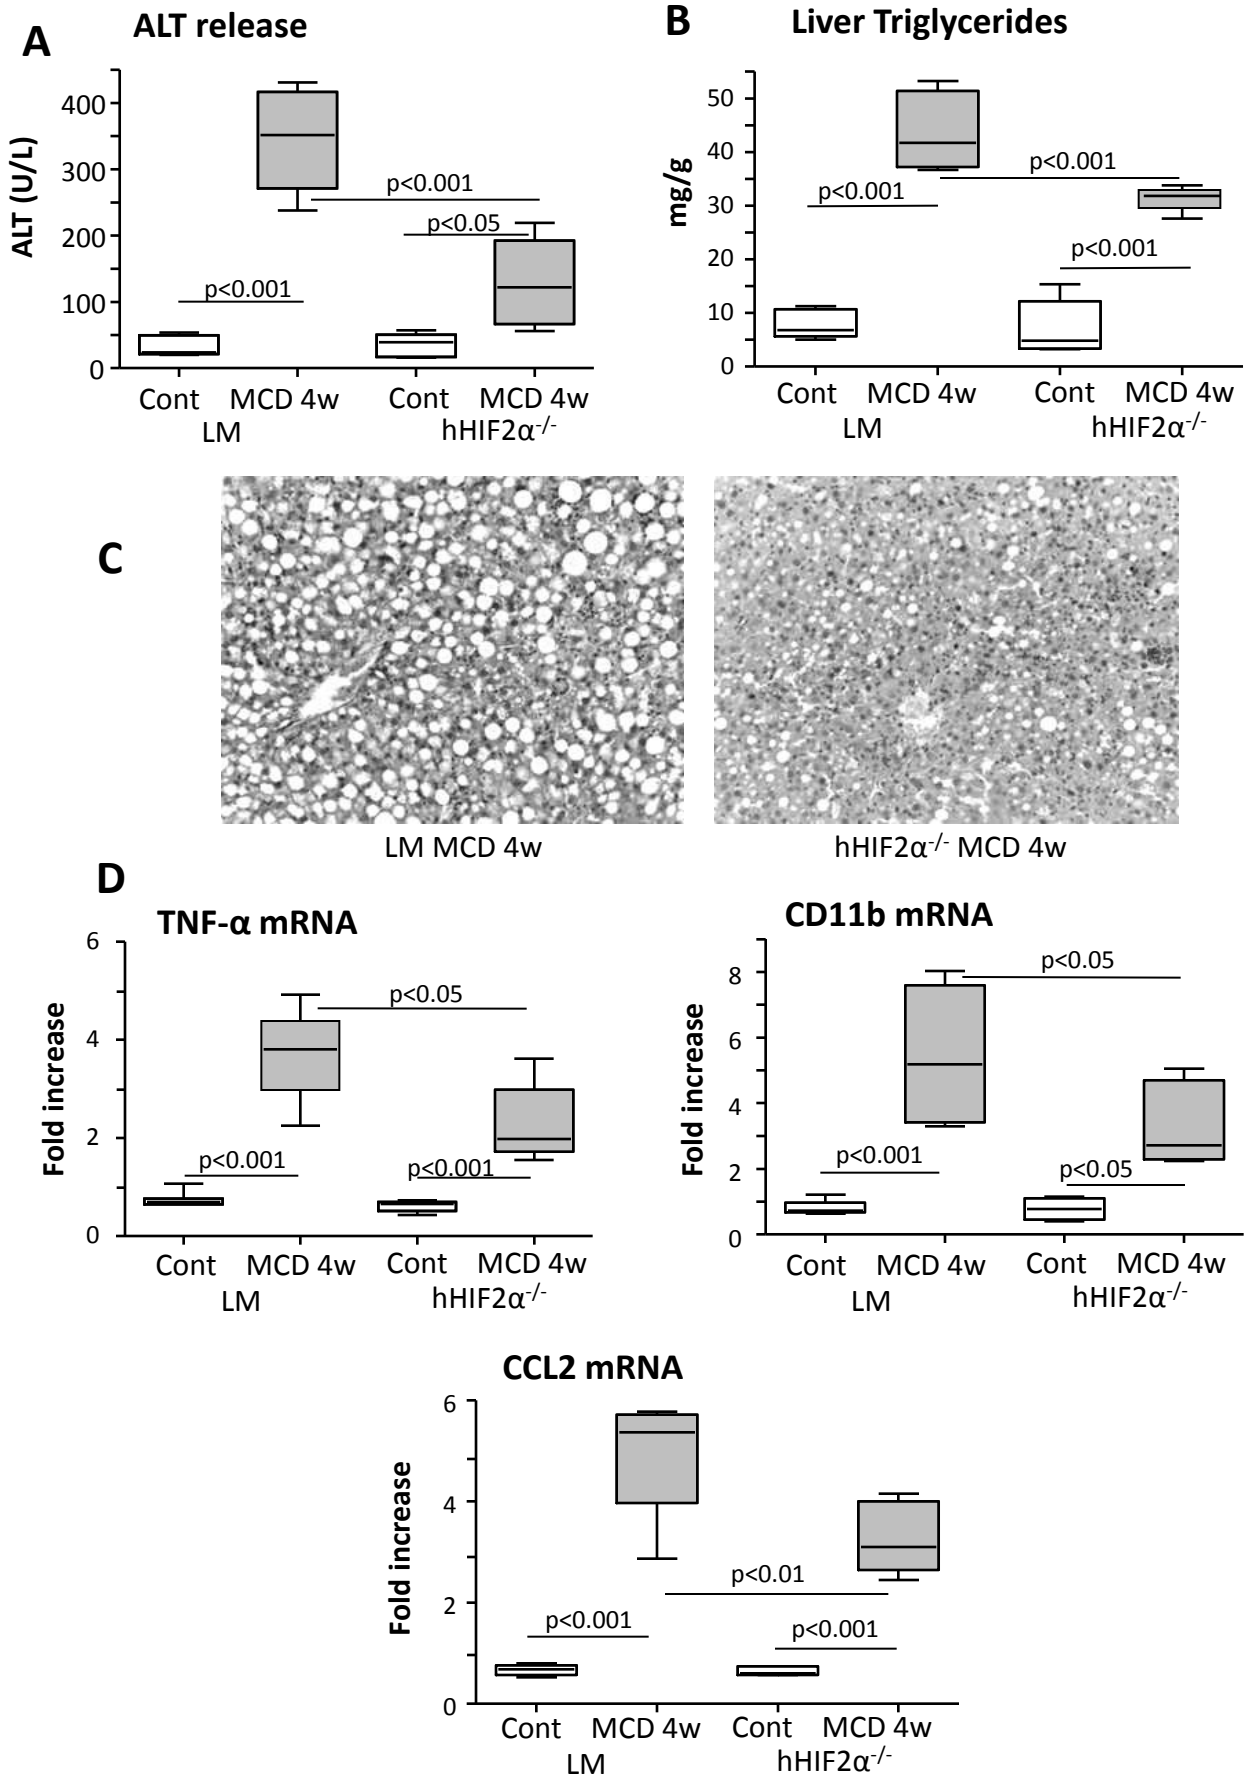 A
ALT release
ALT (U/L)
400
300
200
100
0
p<0.001
p<0.001
p<0.05
Cont MCD 4w Cont MCD 4w
LM hHIF2α-/-
B
Liver Triglycerides
mg/g
50
40
30
20
10
0
p<0.001
p<0.001
p<0.001
Cont MCD 4w Cont MCD 4w
LM hHIF2α-/-
C
LM MCD 4w
hHIF2α-/- MCD 4w
D
TNF-α mRNA
Fold increase
6
4
2
0
p<0.05
p<0.001
p<0.001
Cont MCD 4w Cont MCD 4w
LM hHIF2α-/-
CD11b mRNA
Fold increase
8
6
4
2
0
p<0.05
p<0.001
p<0.05
Cont MCD 4w Cont MCD 4w
LM hHIF2α-/-
CCL2 mRNA
Fold increase
6
4
2
0
p<0.01
p<0.001
p<0.001
Cont MCD 4w Cont MCD 4w
LM hHIF2α-/-